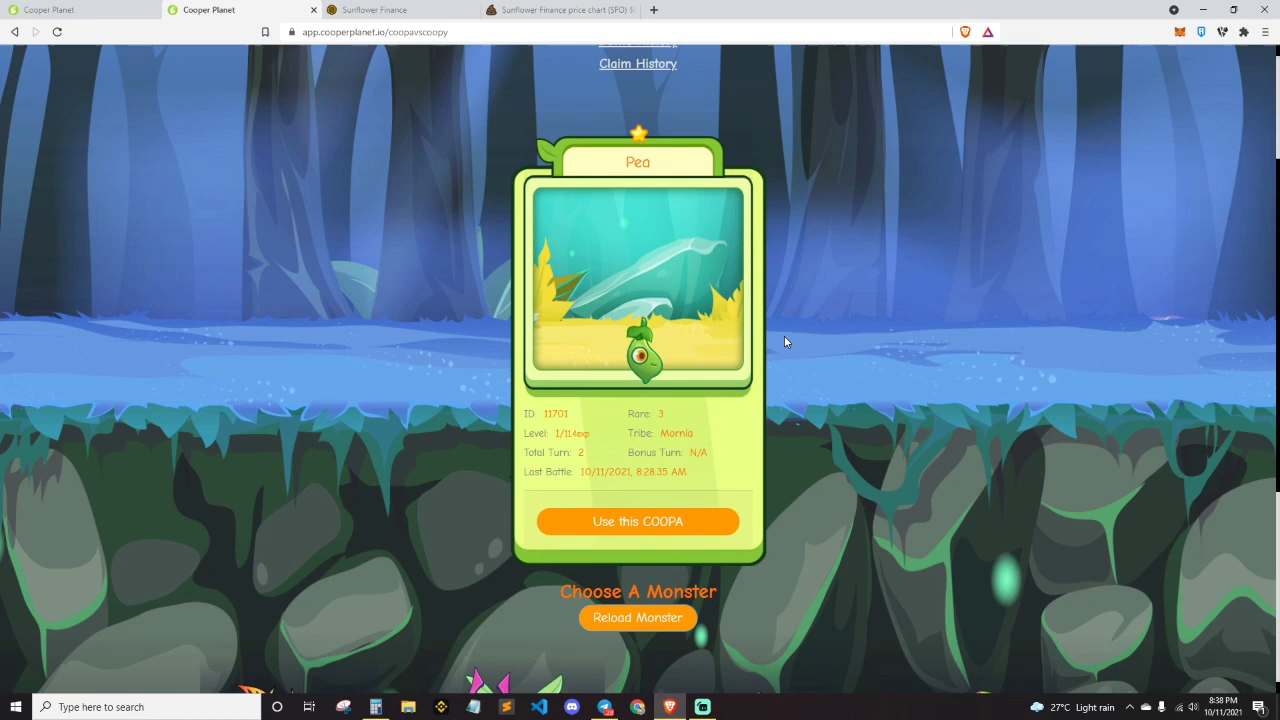 Cooper Planet
Cooper Planet
Sunflower Finance
Sunflower Finance price chart (SFO) $
app.cooperplanet.io/coopavscoopy
Claim History
Pea
ID: 11701
Rare: 3
Level: 1/114exp
Tribe: Mornia
Total Turn: 2
Bonus Turn: N/A
Last Battle: 10/11/2021, 8:28:35 AM
Use this COOPA
Choose A Monster
Reload Monster
Type here to search
27°C Light rain
8:38 PM
10/11/2021